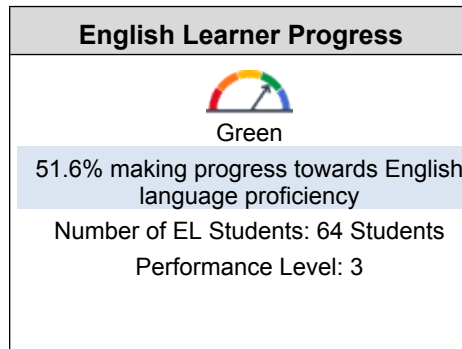 English Learner Progress
Green
51.6% making progress towards English
language proficiency
Number of EL Students: 64 Students
Performance Level: 3